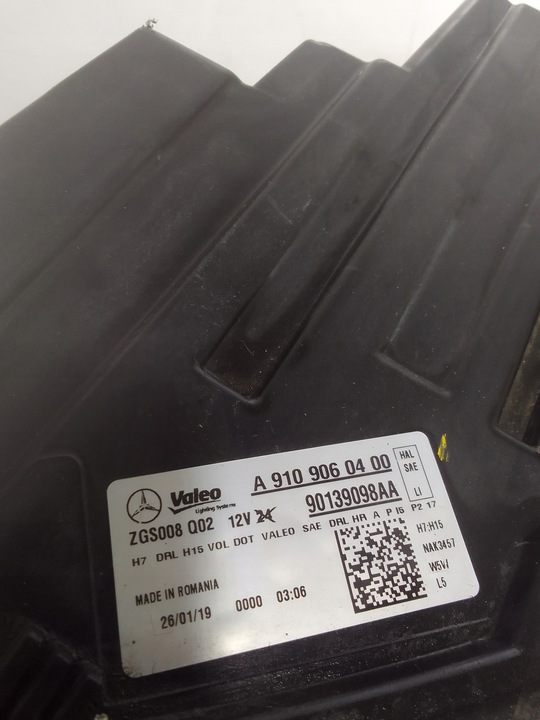 Valeo
Lighting Systems
A 910 906 04 00
HAL
SAE
LI
ZGS008 Q02 12V
90139098AA
H7 DRL H15 VOL DOT VALEO SAE DRL HR A P I5 P2 17
H7:H15
NAK3457
W5W
L5
MADE IN ROMANIA
26/01/19 0000 03:06